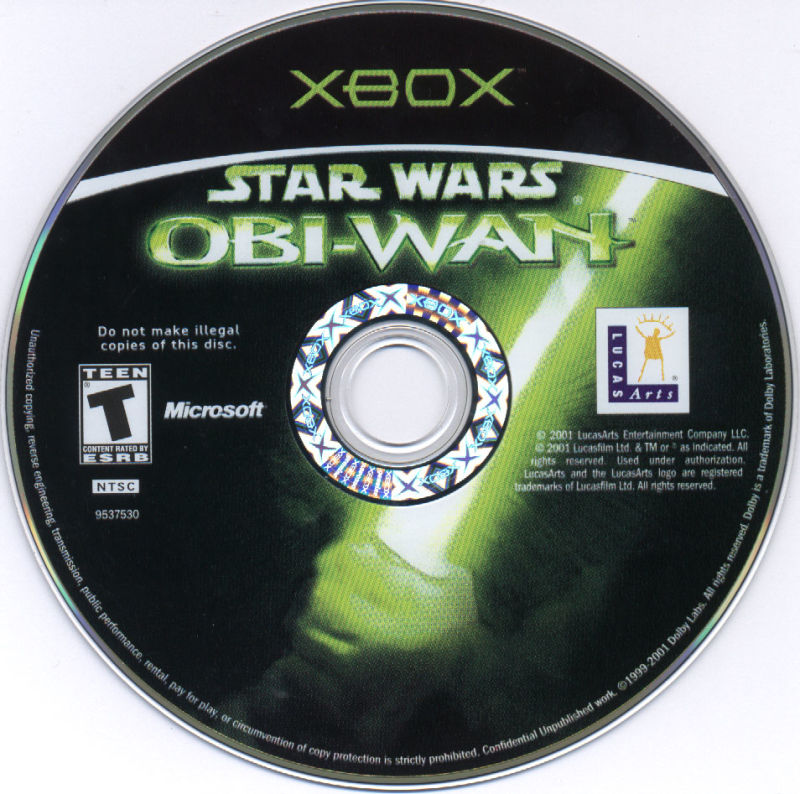 XBOX™
STAR WARS®
OBI-WAN™
Do not make illegal
copies of this disc.
TEEN
T®
CONTENT RATED BY
ESRB
Microsoft®
NTSC
9537530
XBOX
LUCAS
Arts®
© 2001 LucasArts Entertainment Company LLC.
© 2001 Lucasfilm Ltd. & TM or ® as indicated. All
rights reserved. Used under authorization.
LucasArts and the LucasArts logo are registered
trademarks of Lucasfilm Ltd. All rights reserved.
Unauthorized copying, reverse engineering, transmission, public performance, rental, pay for play, or circumvention of copy protection is strictly prohibited. Confidential Unpublished work. ©1999-2001 Dolby Labs. All rights reserved. Dolby is a trademark of Dolby Laboratories.